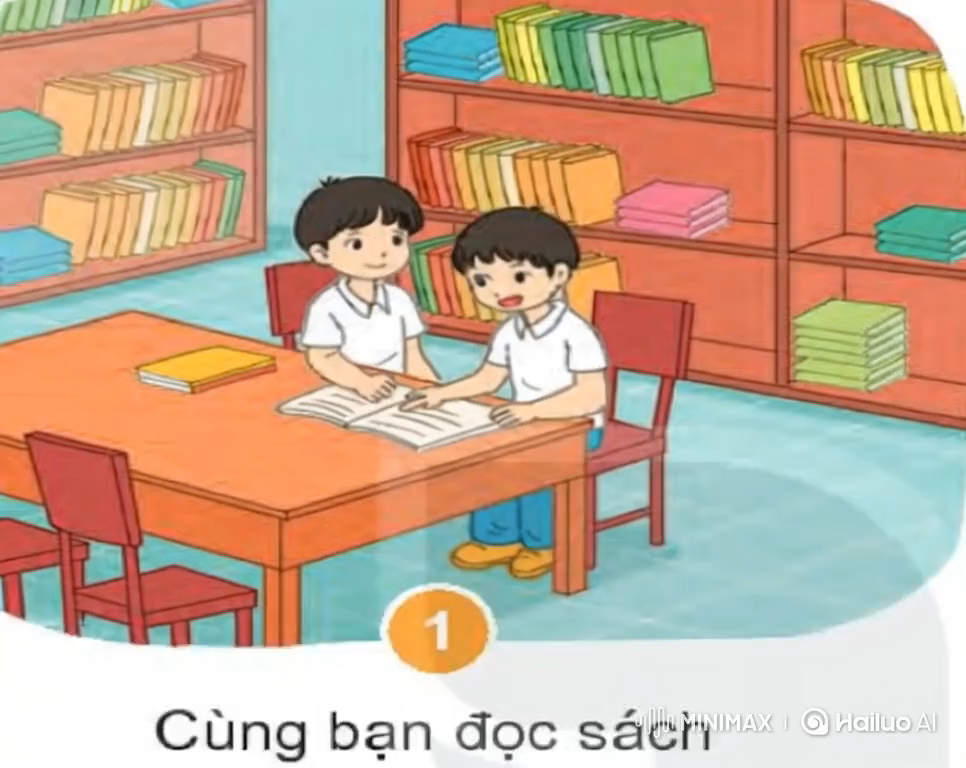 1
Cùng bạn đọc sách
MINIMAX | Hailuo AI